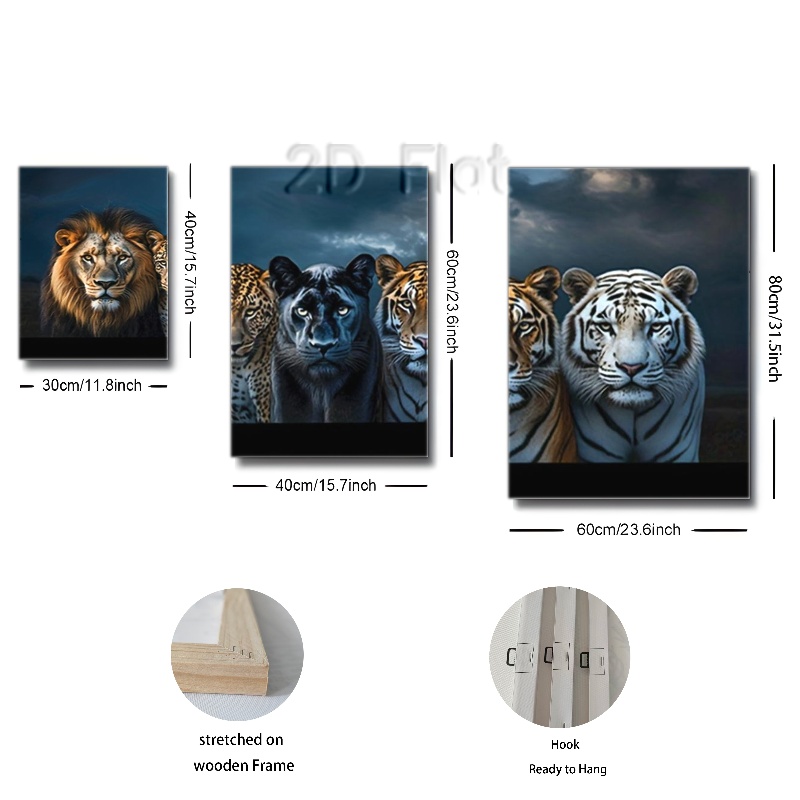 2D Flat
40cm/15.7inch
60cm/23.6inch
80cm/31.5inch
30cm/11.8inch
40cm/15.7inch
60cm/23.6inch
stretched on
wooden Frame
Hook
Ready to Hang